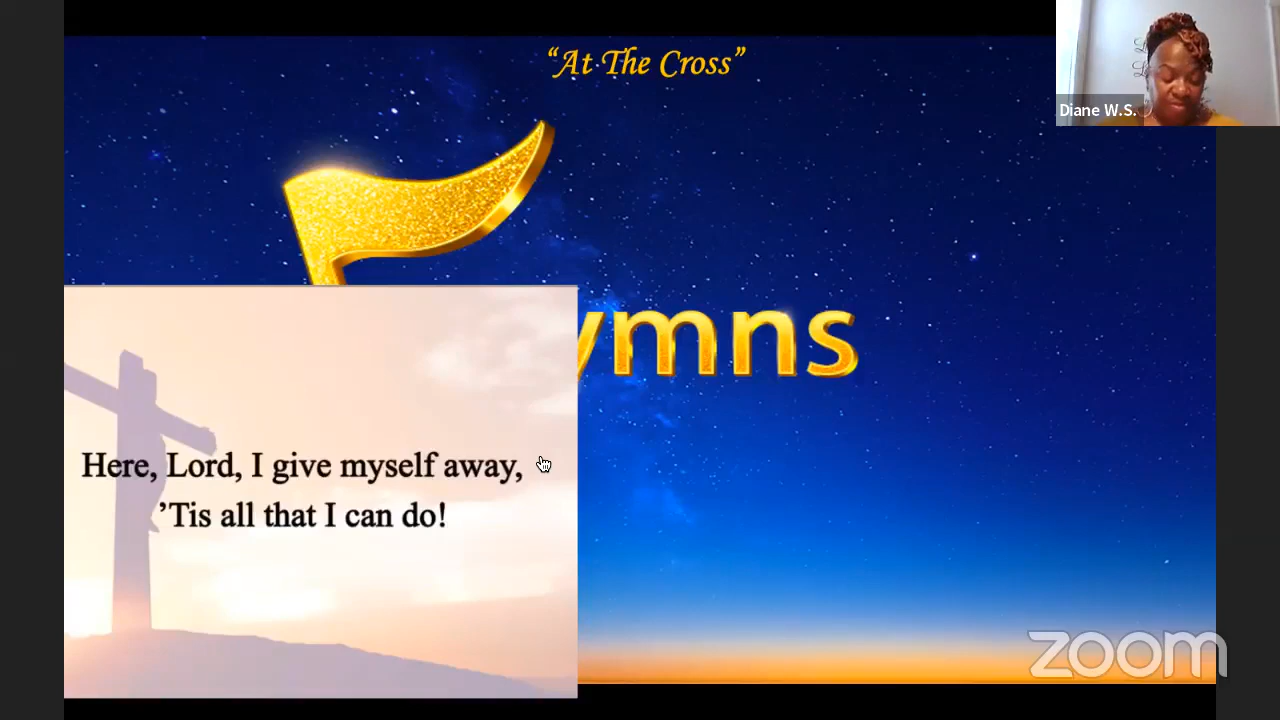 “At The Cross”
Diane W.S.
ymns
Here, Lord, I give myself away,
’Tis all that I can do!
zoom